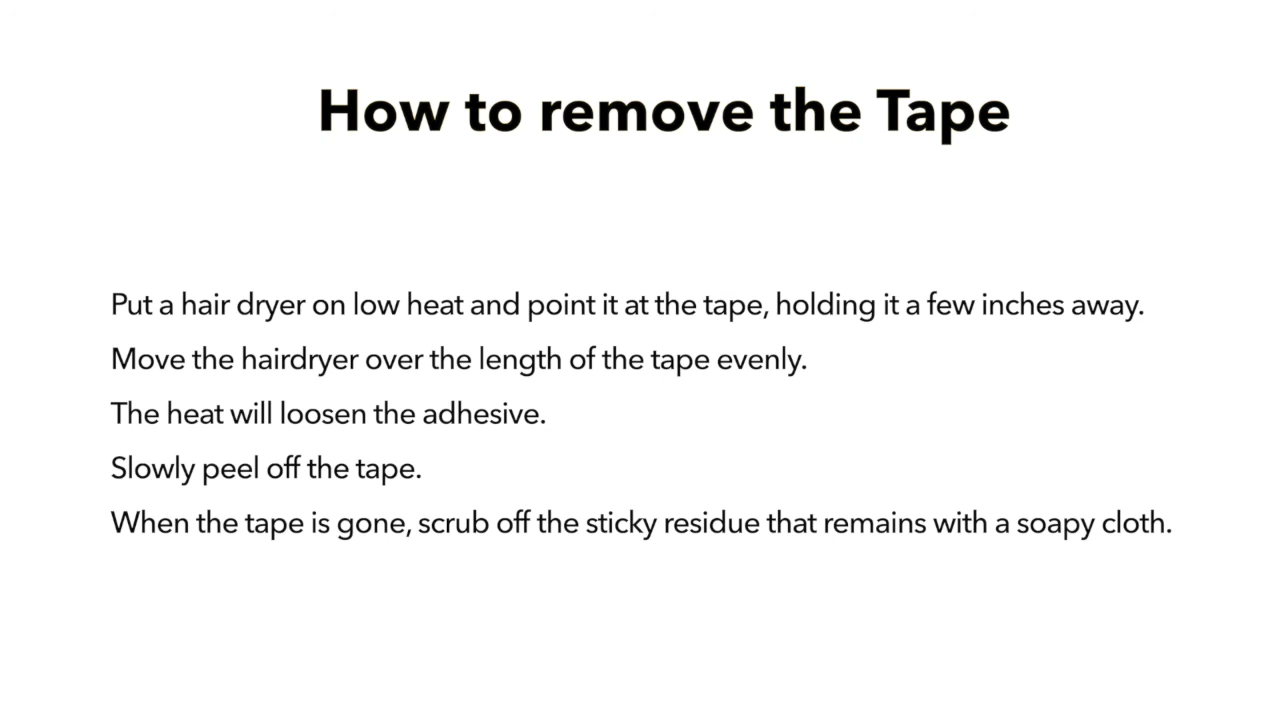 How to remove the Tape
Put a hair dryer on low heat and point it at the tape, holding it a few inches away.
Move the hairdryer over the length of the tape evenly.
The heat will loosen the adhesive.
Slowly peel off the tape.
When the tape is gone, scrub off the sticky residue that remains with a soapy cloth.